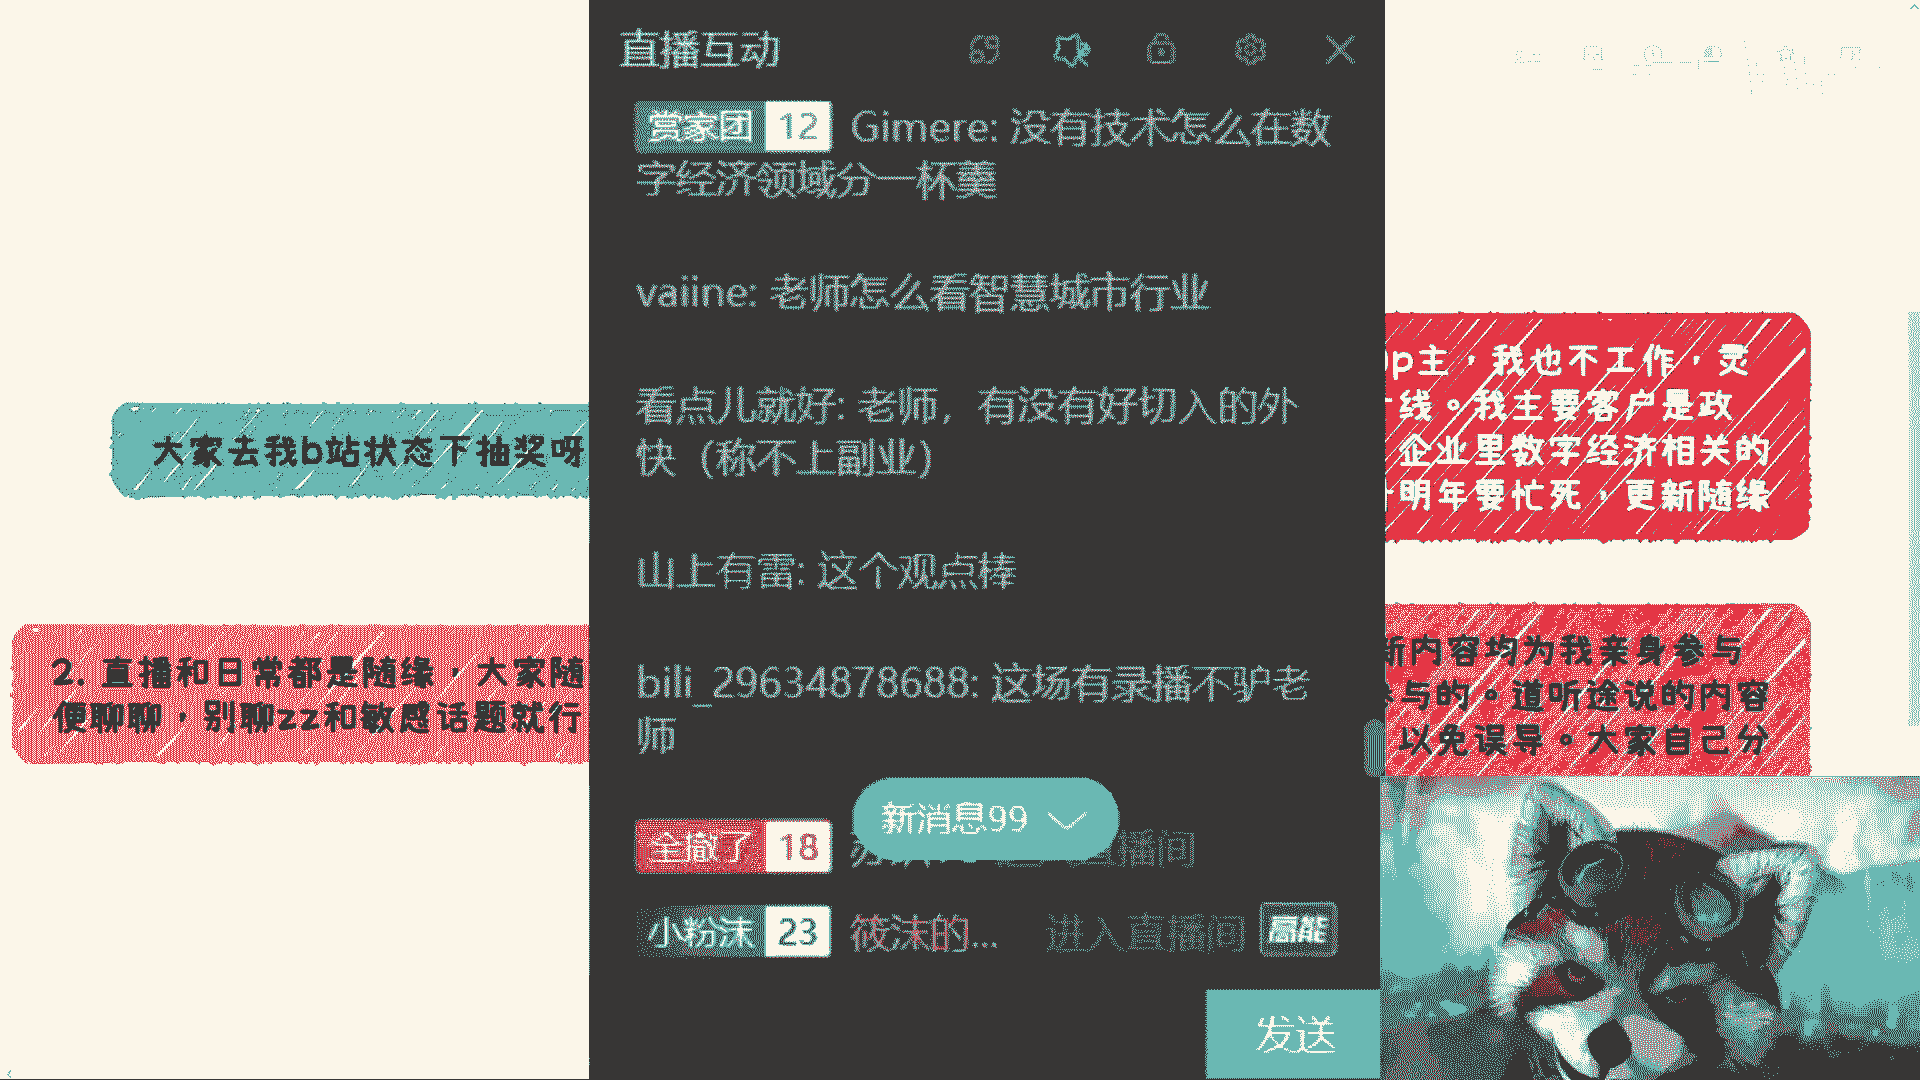 直播互动
赏家团 12 Gimere: 没有技术怎么在数
字经济领域分一杯羹
vaiine: 老师怎么看智慧城市行业
看点儿就好: 老师，有没有好切入的外
快（称不上副业）
山上有雷: 这个观点棒
bili_29634878688: 这场有录播不驴老
师
新消息99
全撤了 18 直播间
小粉沫 23 筱沫的... 进入直播间 高能
发送
大家去我b站状态下抽奖呀
2. 直播和日常都是随缘，大家随
便聊聊，别聊zz和敏感话题就行
p主，我也不工作，灵
线。我主要客户是政
企业里数字经济相关的
明年要忙死，更新随缘
新内容均为我亲身参与
参与的。道听途说的内容
以免误导。大家自己分